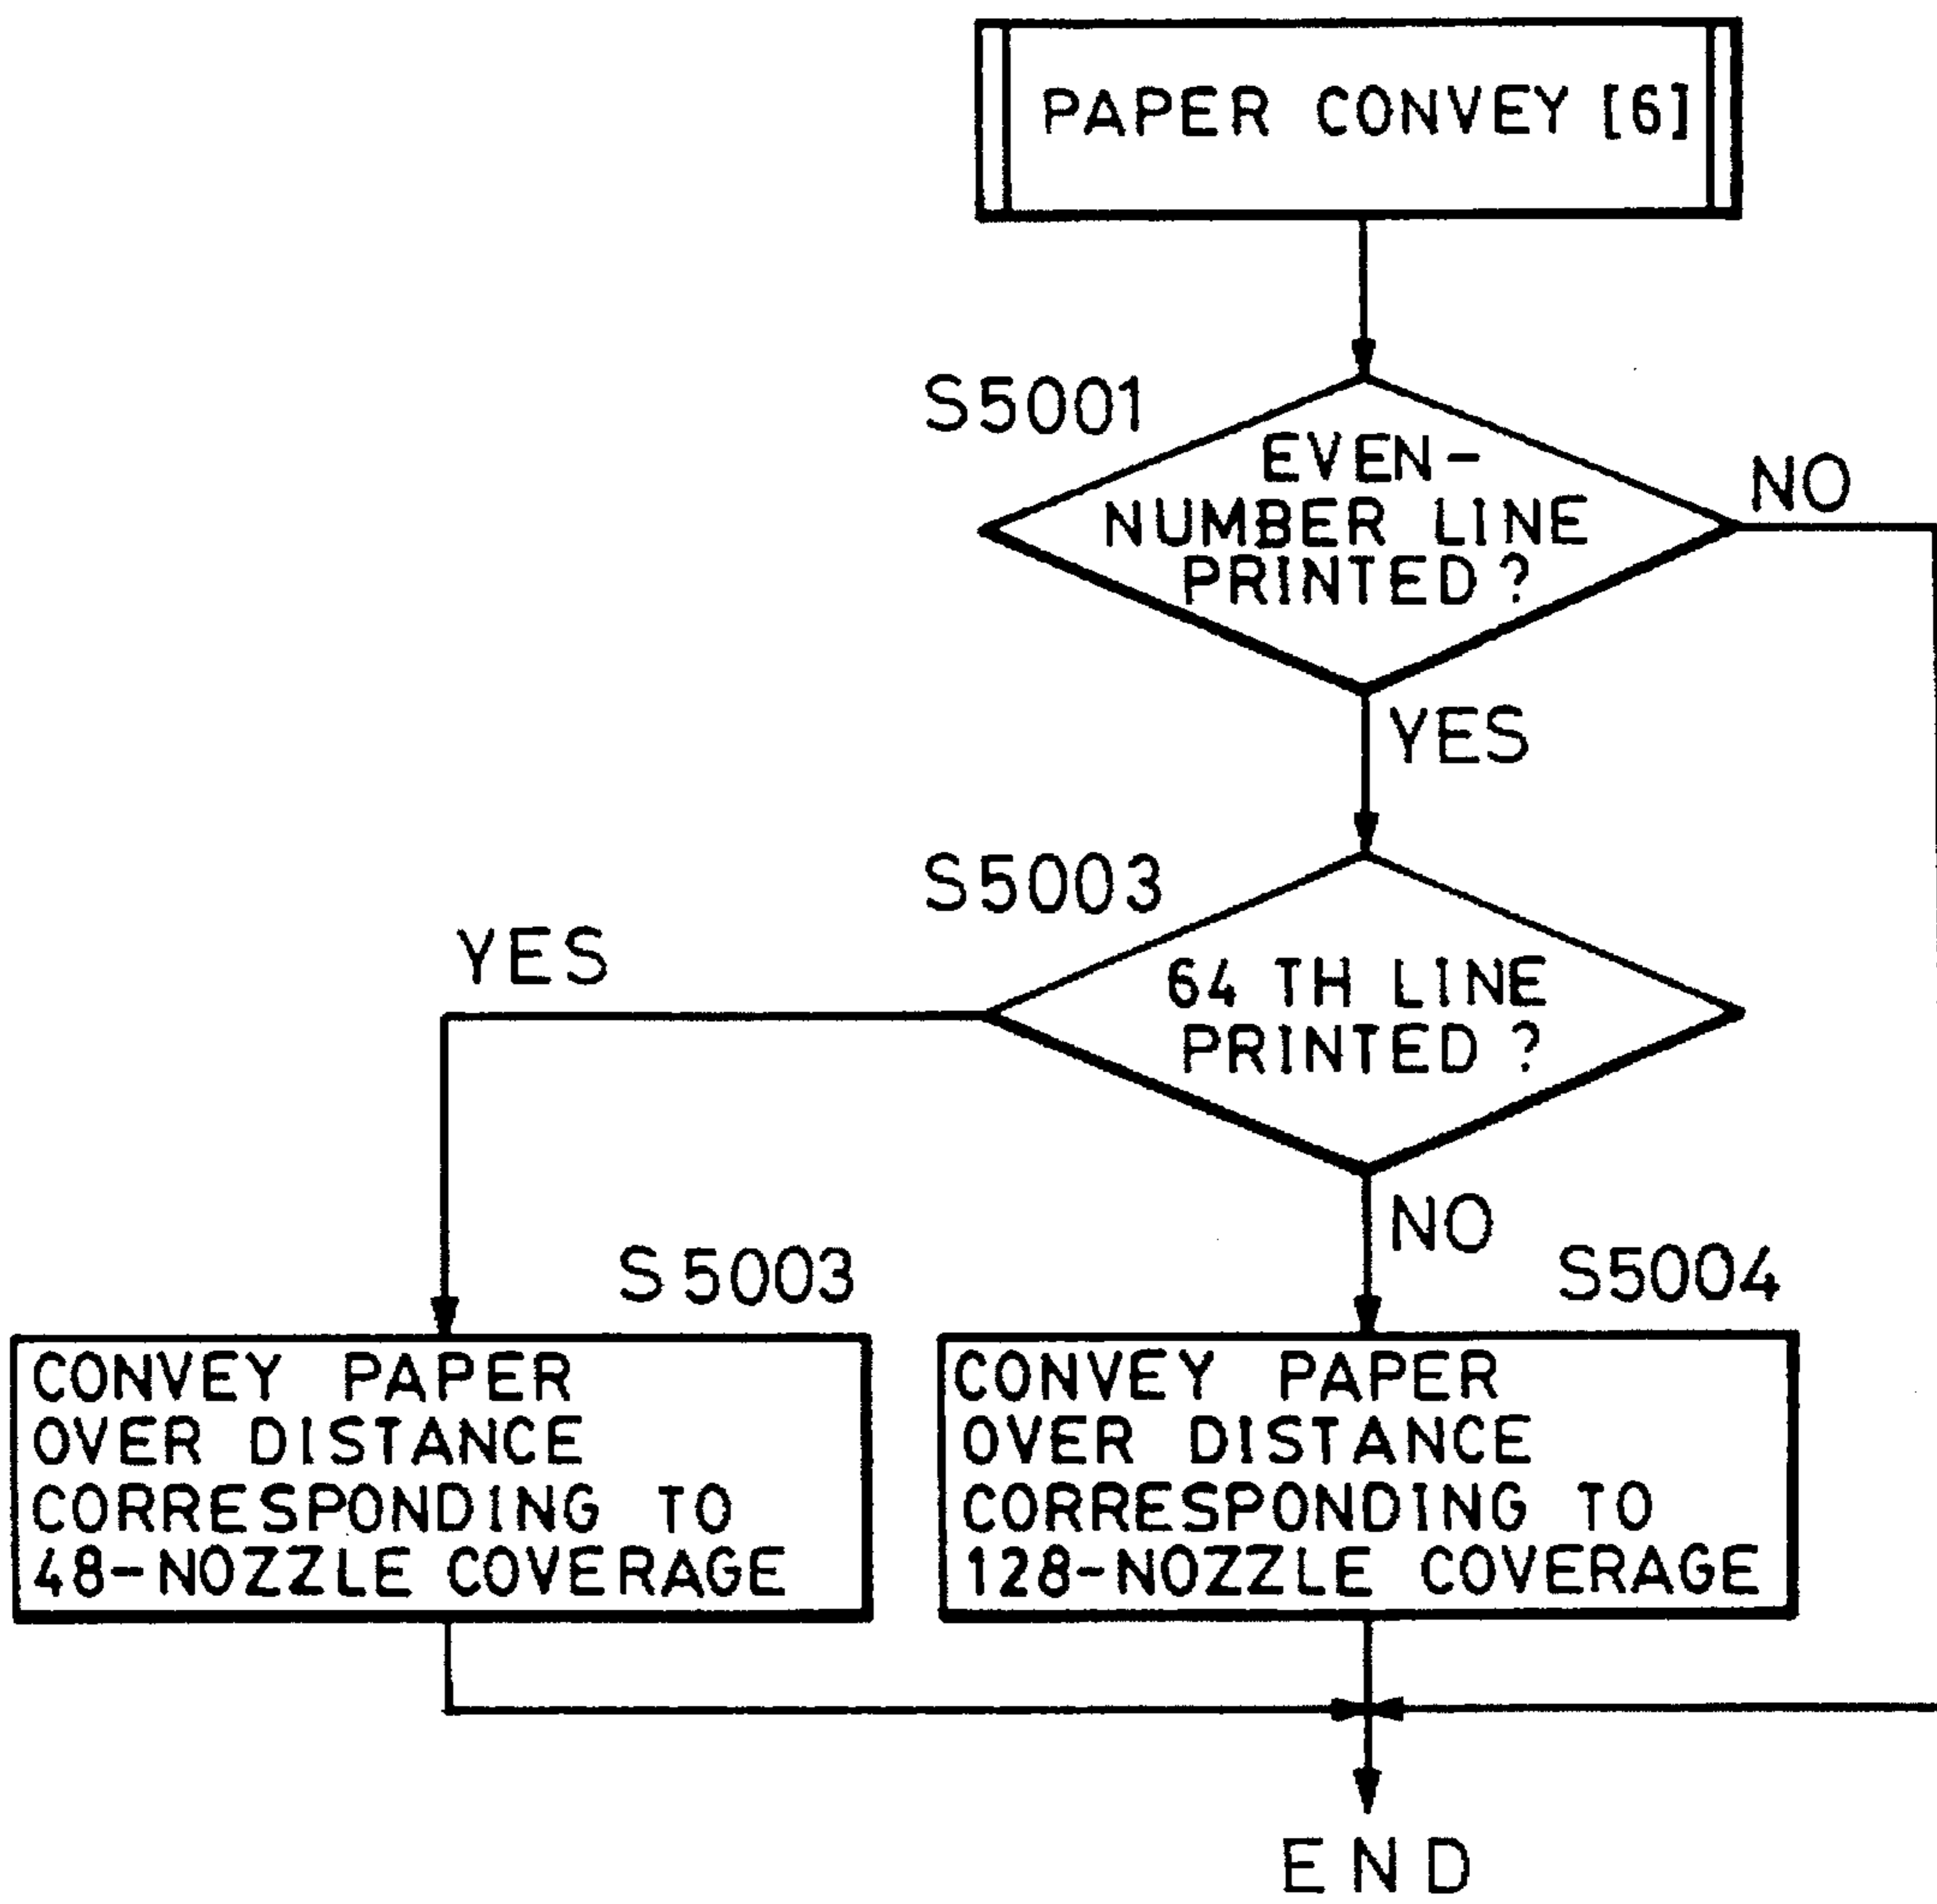 PAPER CONVEY [6]
S5001
EVEN-
NUMBER LINE
PRINTED?
NO
YES
S5003
64 TH LINE
PRINTED?
YES
NO
S5003
S5004
CONVEY PAPER
OVER DISTANCE
CORRESPONDING TO
48-NOZZLE COVERAGE
CONVEY PAPER
OVER DISTANCE
CORRESPONDING TO
128-NOZZLE COVERAGE
END